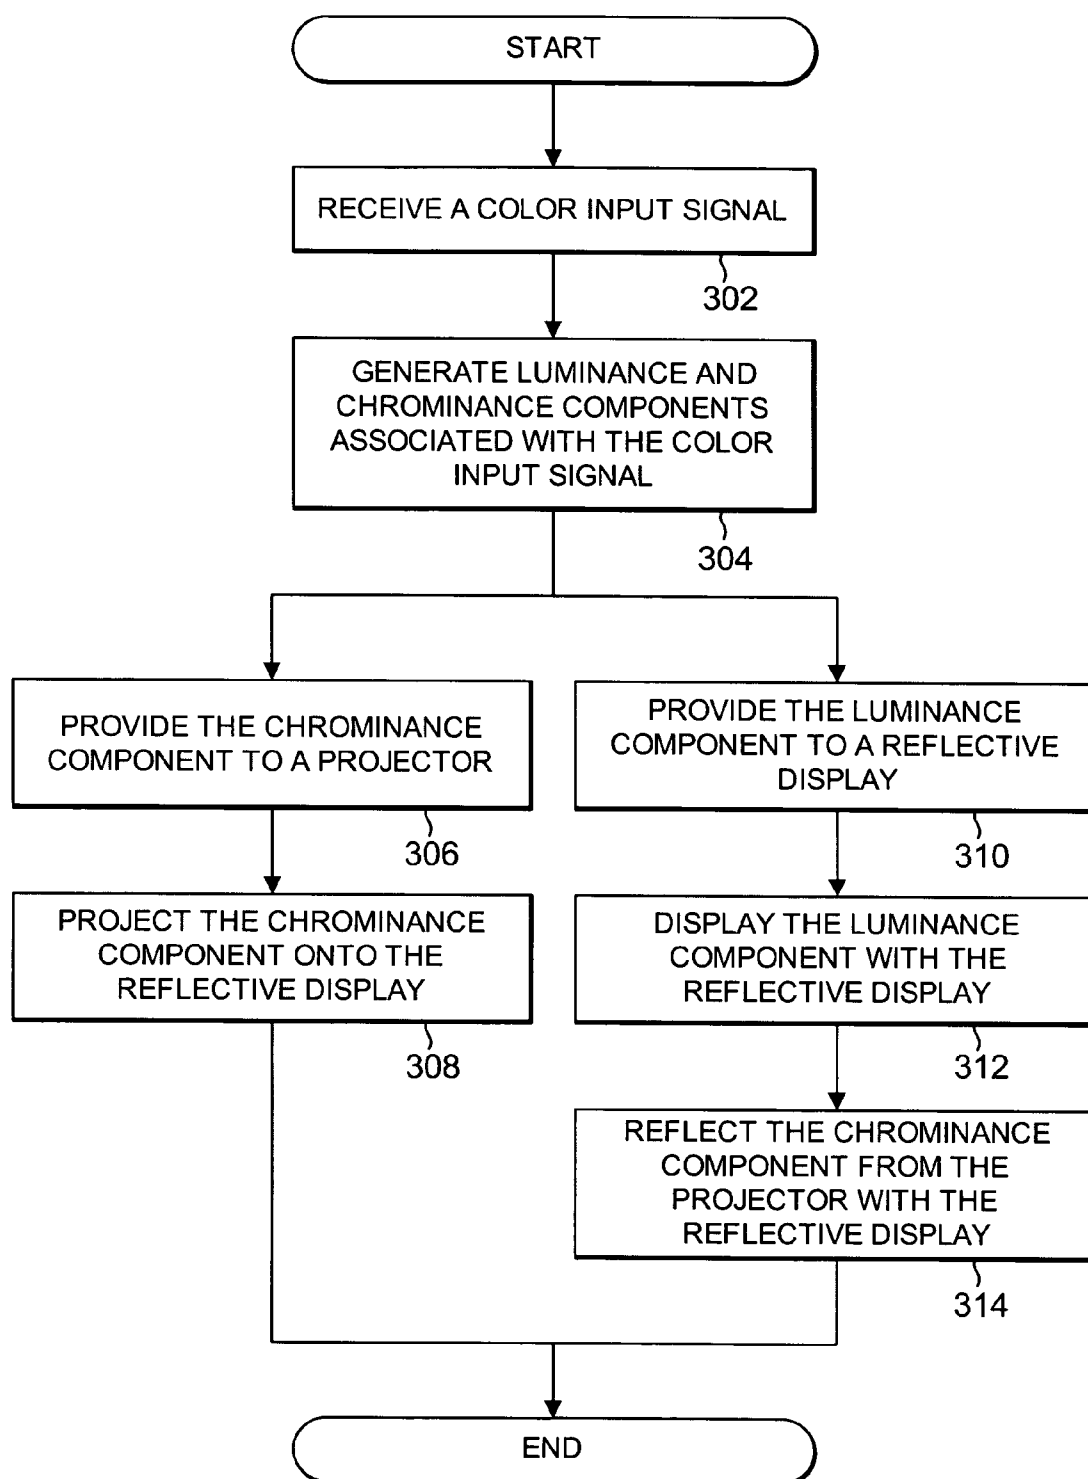 START
RECEIVE A COLOR INPUT SIGNAL
302
GENERATE LUMINANCE AND
CHROMINANCE COMPONENTS
ASSOCIATED WITH THE COLOR
INPUT SIGNAL
304
PROVIDE THE CHROMINANCE
COMPONENT TO A PROJECTOR
306
PROJECT THE CHROMINANCE
COMPONENT ONTO THE
REFLECTIVE DISPLAY
308
PROVIDE THE LUMINANCE
COMPONENT TO A REFLECTIVE
DISPLAY
310
DISPLAY THE LUMINANCE
COMPONENT WITH THE
REFLECTIVE DISPLAY
312
REFLECT THE CHROMINANCE
COMPONENT FROM THE
PROJECTOR WITH THE
REFLECTIVE DISPLAY
314
END